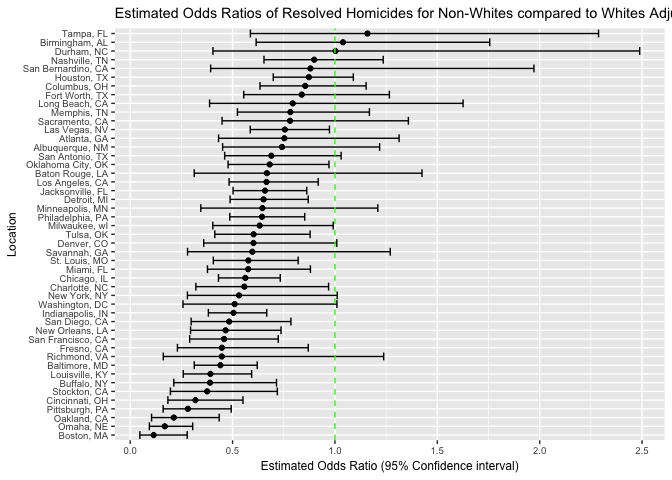 Estimated Odds Ratios of Resolved Homicides for Non-Whites compared to Whites Adju
Location
Tampa, FL
Birmingham, AL
Durham, NC
Nashville, TN
San Bernardino, CA
Houston, TX
Columbus, OH
Fort Worth, TX
Long Beach, CA
Memphis, TN
Sacramento, CA
Las Vegas, NV
Atlanta, GA
Albuquerque, NM
San Antonio, TX
Oklahoma City, OK
Baton Rouge, LA
Los Angeles, CA
Jacksonville, FL
Detroit, MI
Minneapolis, MN
Philadelphia, PA
Milwaukee, wI
Tulsa, OK
Denver, CO
Savannah, GA
St. Louis, MO
Miami, FL
Chicago, IL
Charlotte, NC
New York, NY
Washington, DC
Indianapolis, IN
San Diego, CA
New Orleans, LA
San Francisco, CA
Fresno, CA
Richmond, VA
Baltimore, MD
Louisville, KY
Buffalo, NY
Stockton, CA
Cincinnati, OH
Pittsburgh, PA
Oakland, CA
Omaha, NE
Boston, MA
0.0 0.5 1.0 1.5 2.0 2.5
Estimated Odds Ratio (95% Confidence interval)